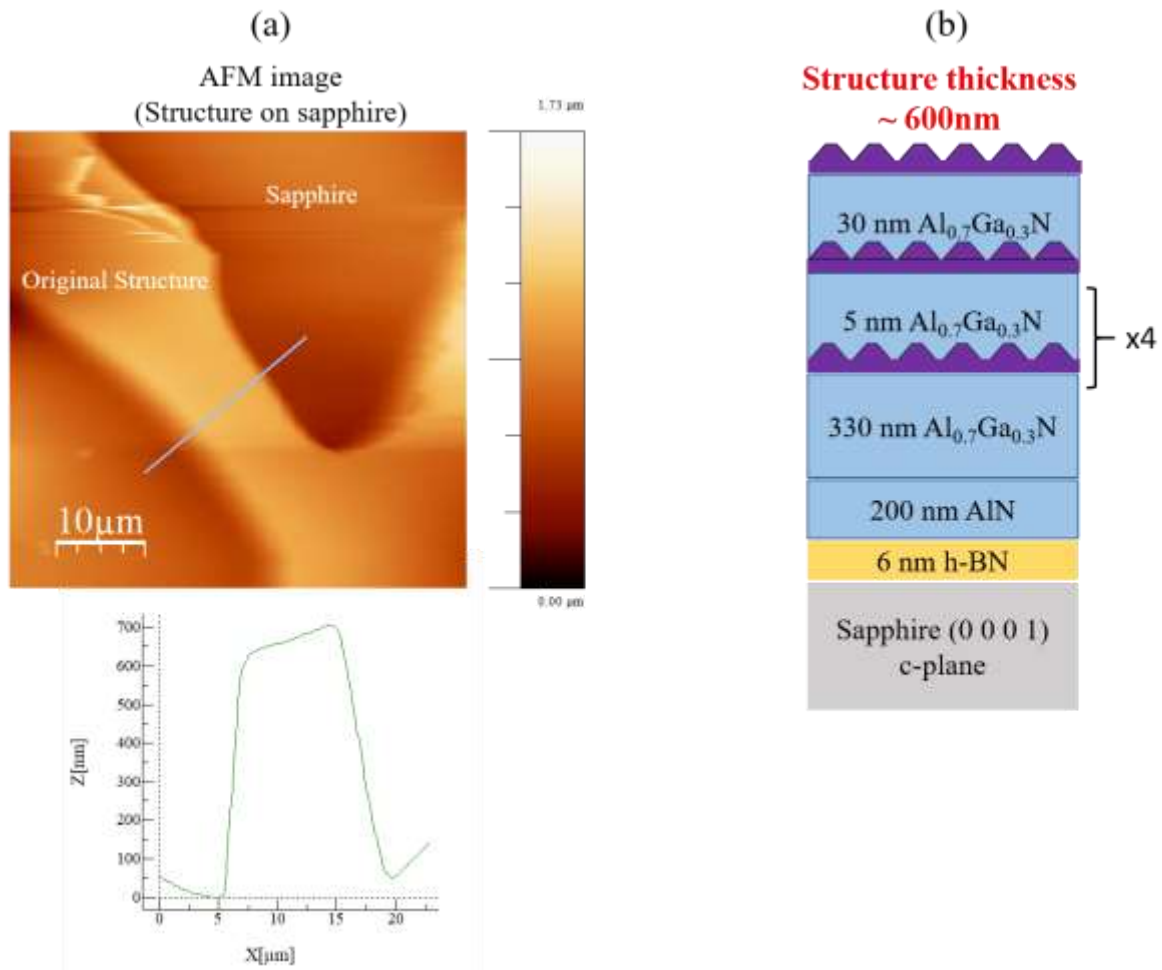 (a)
AFM image
(Structure on sapphire)
1.73 µm
Sapphire
Original Structure
10µm
0.00 µm
700
600
500
400
300
200
100
0
Z[nm]
0
5
10
15
20
X[µm]
(b)
Structure thickness
~ 600nm
30 nm Al0.7Ga0.3N
5 nm Al0.7Ga0.3N
x4
330 nm Al0.7Ga0.3N
200 nm AlN
6 nm h-BN
Sapphire (0 0 0 1)
c-plane